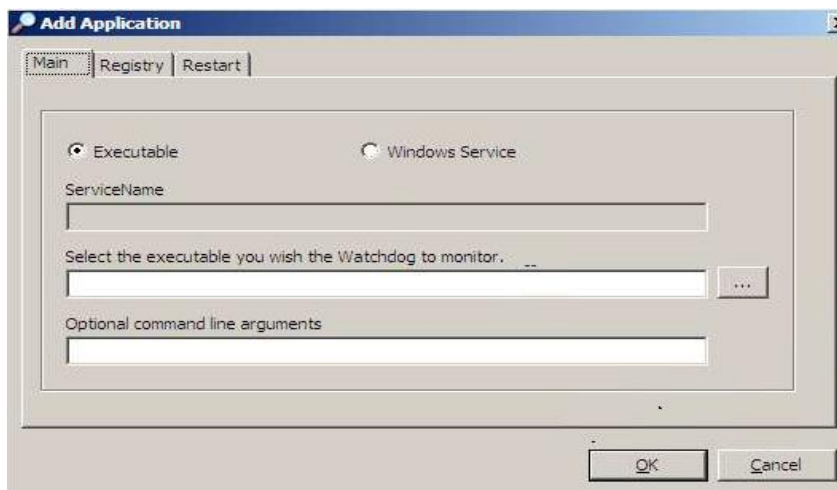 Add Application
Main Registry Restart
Executable Windows Service
ServiceName
Select the executable you wish the Watchdog to monitor.
...
Optional command line arguments
OK Cancel